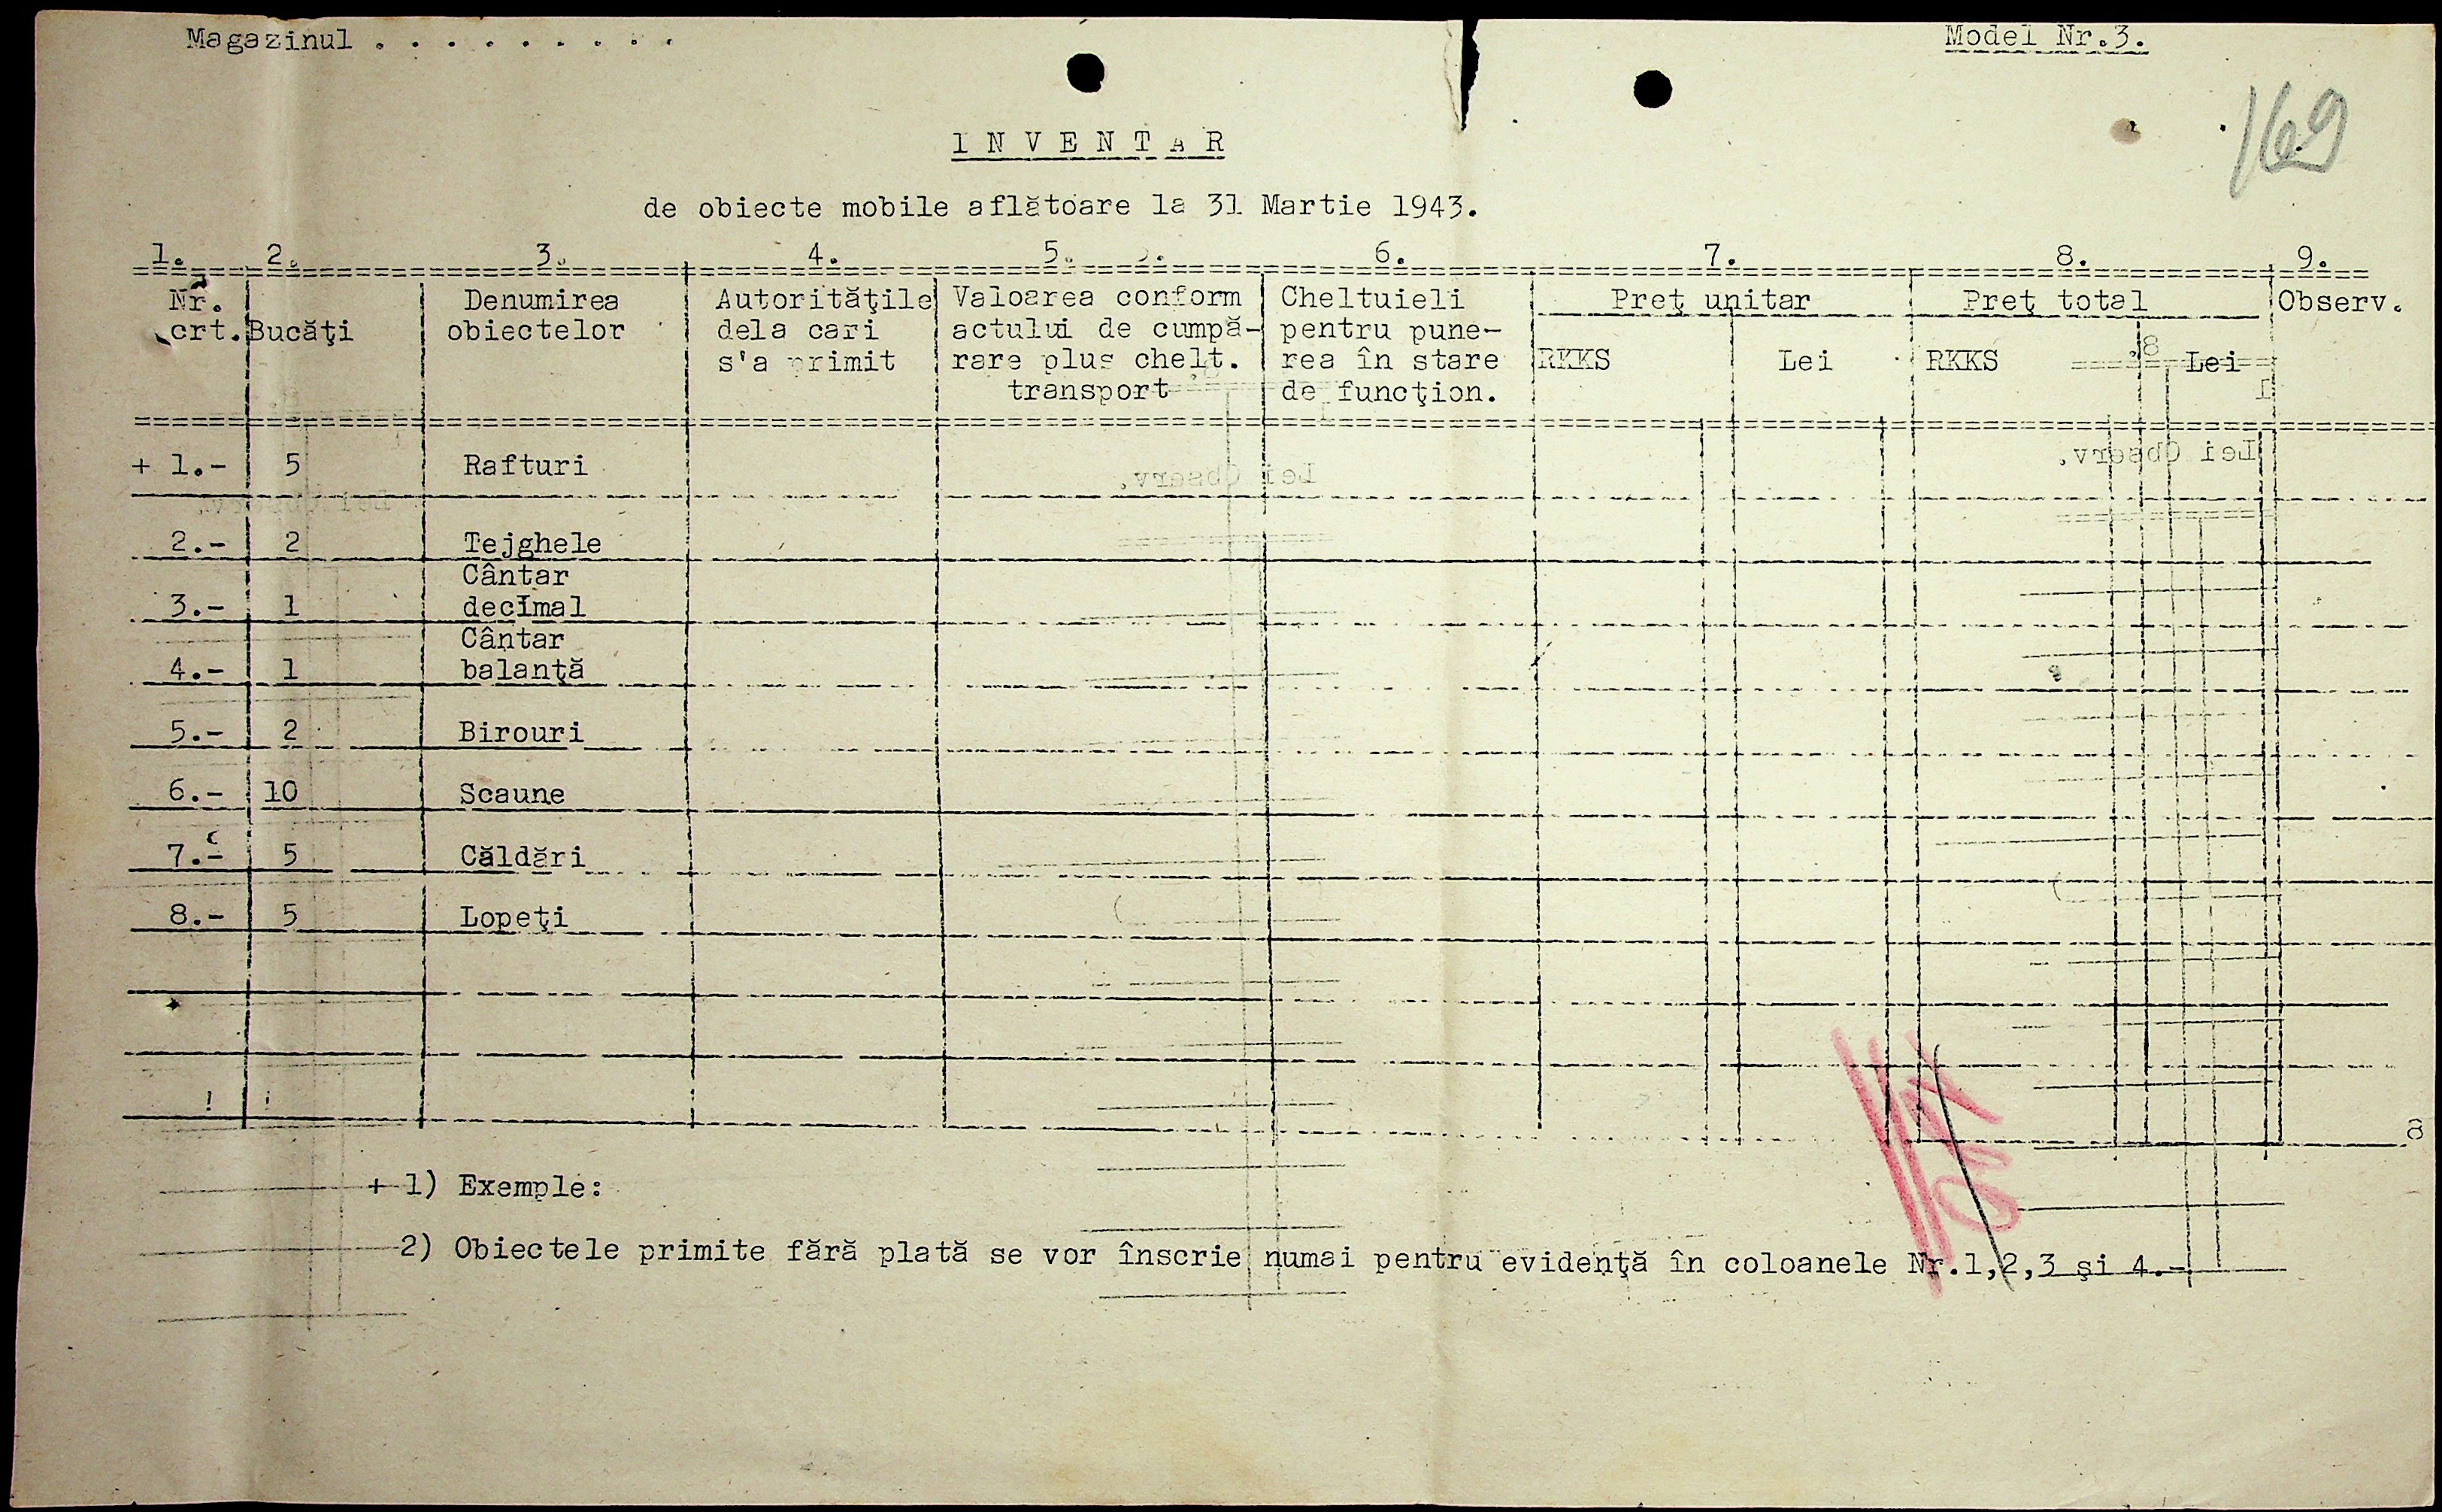 Magazinul . . . . . . . . . .
Model Nr.3.
169
I N V E N T A R
de obiecte mobile aflătoare la 31 Martie 1943.
1. 2. 3. 4. 5. 6. 7. 8. 9.
Nr. Denumirea Autorităţile Valoarea conform Cheltuieli Preţ unitar Preţ total Observ.
crt. Bucăţi obiectelor dela cari actului de cumpă- pentru pune-
s'a primit rare plus chelt. rea în stare RKKS Lei RKKS Lei
transport de funcţion.
+ 1.- 5 Rafturi
2.- 2 Tejghele
Cântar
3.- 1 decimal
Cântar
4.- 1 balanţă
5.- 2 Birouri
6.- 10 Scaune
7.- 5 Căldări
8.- 5 Lopeţi
+ 1) Exemple:
2) Obiectele primite fără plată se vor înscrie numai pentru evidenţă în coloanele Nr.1,2,3 şi 4.-